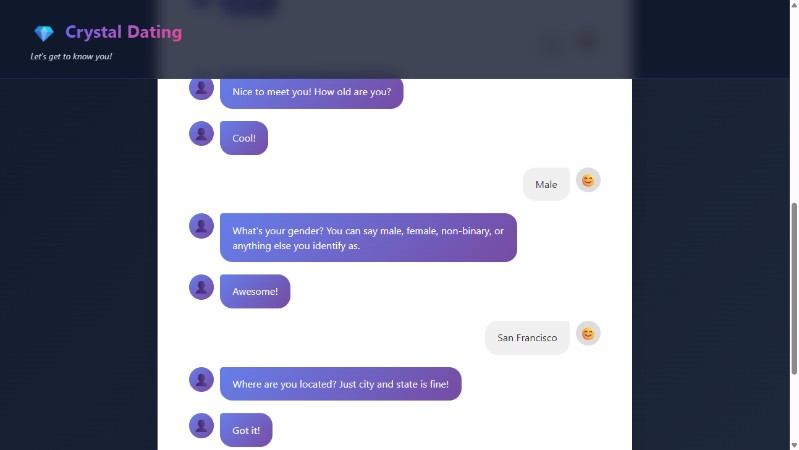 Crystal Dating
Let's get to know you!
Nice to meet you! How old are you?
Cool!
Male
What's your gender? You can say male, female, non-binary, or
anything else you identify as.
Awesome!
San Francisco
Where are you located? Just city and state is fine!
Got it!